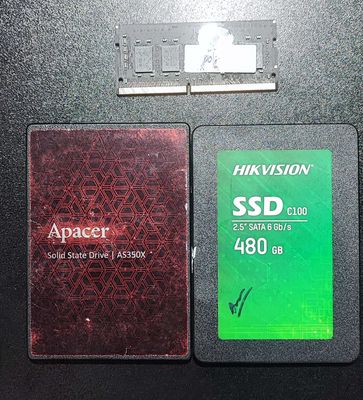 Apacer
Solid State Drive | AS350X
HIKVISION
SSD C100
2.5" SATA 6 Gb/s
480 GB